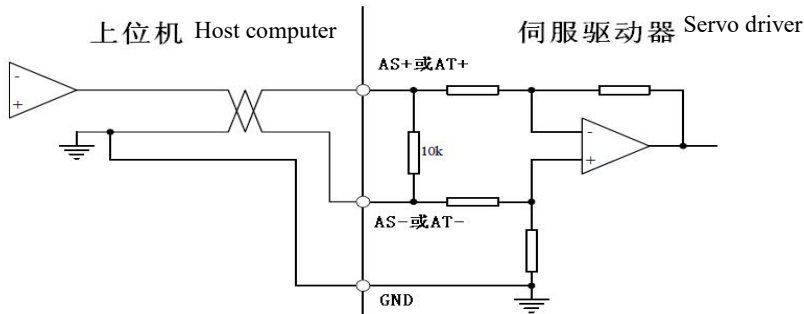 上位机 Host computer
伺服驱动器 Servo driver
AS+或AT+
-
+
10k
-
+
AS-或AT-
GND